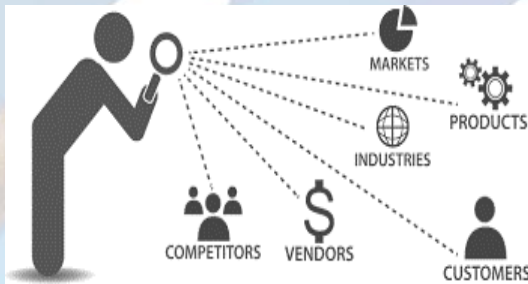 MARKETS
PRODUCTS
INDUSTRIES
COMPETITORS
VENDORS
CUSTOMERS